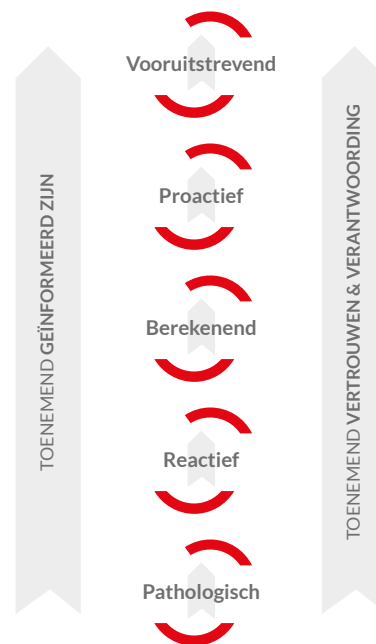 Vooruitstrevend
Proactief
Berekenend
Reactief
Pathologisch
TOENEMEND GEÏNFORMEERD ZIJN
TOENEMEND VERTROUWEN & VERANTWOORDING